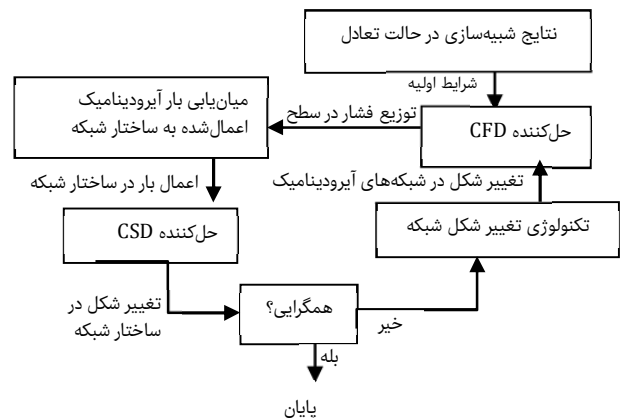 نتایج شبیه‌سازی در حالت تعادل
شرایط اولیه
حل‌کننده CFD
توزیع فشار در سطح
میان‌یابی بار آیرودینامیک
اعمال‌شده به ساختار شبکه
اعمال بار در ساختار شبکه
حل‌کننده CSD
تغییر شکل در
ساختار شبکه
همگرایی؟
خیر
بله
پایان
تکنولوژی تغییر شکل شبکه
تغییر شکل در شبکه‌های آیرودینامیک